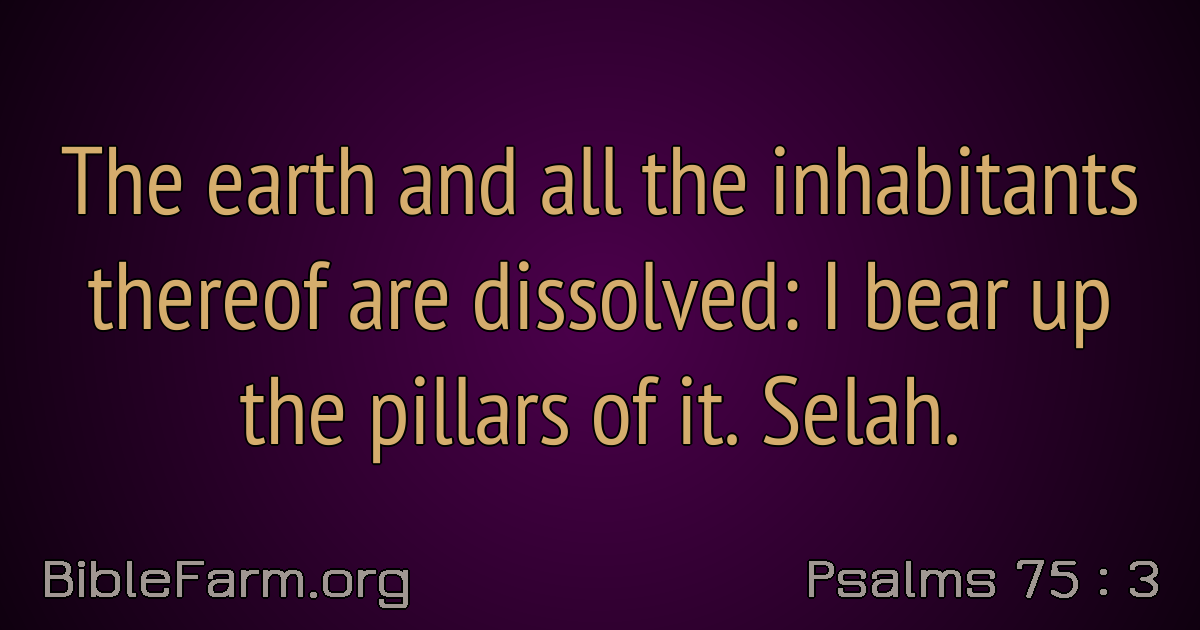 The earth and all the inhabitants
thereof are dissolved: I bear up
the pillars of it. Selah.
BibleFarm.org
Psalms 75 : 3